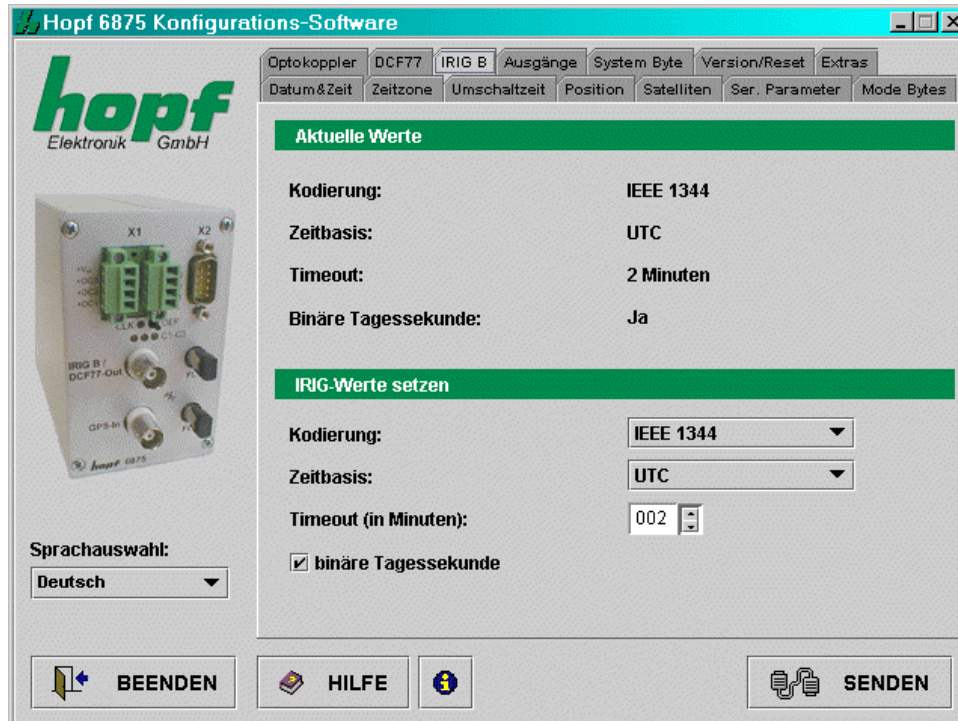 Hopf 6875 Konfigurations-Software
hopf
Elektronik GmbH
Optokoppler DCF77 IRIG B Ausgänge System Byte Version/Reset Extras
Datum&Zeit Zeitzone Umschaltzeit Position Satelliten Ser. Parameter Mode Bytes
Aktuelle Werte
Kodierung: IEEE 1344
Zeitbasis: UTC
Timeout: 2 Minuten
Binäre Tagessekunde: Ja
X1 X2
CLK
C1-C3
IRIG B /
DCF77-Out
GPS-In
hopf 6875
IRIG-Werte setzen
Kodierung: IEEE 1344
Zeitbasis: UTC
Timeout (in Minuten): 002
binäre Tagessekunde
Sprachauswahl:
Deutsch
BEENDEN HILFE SENDEN